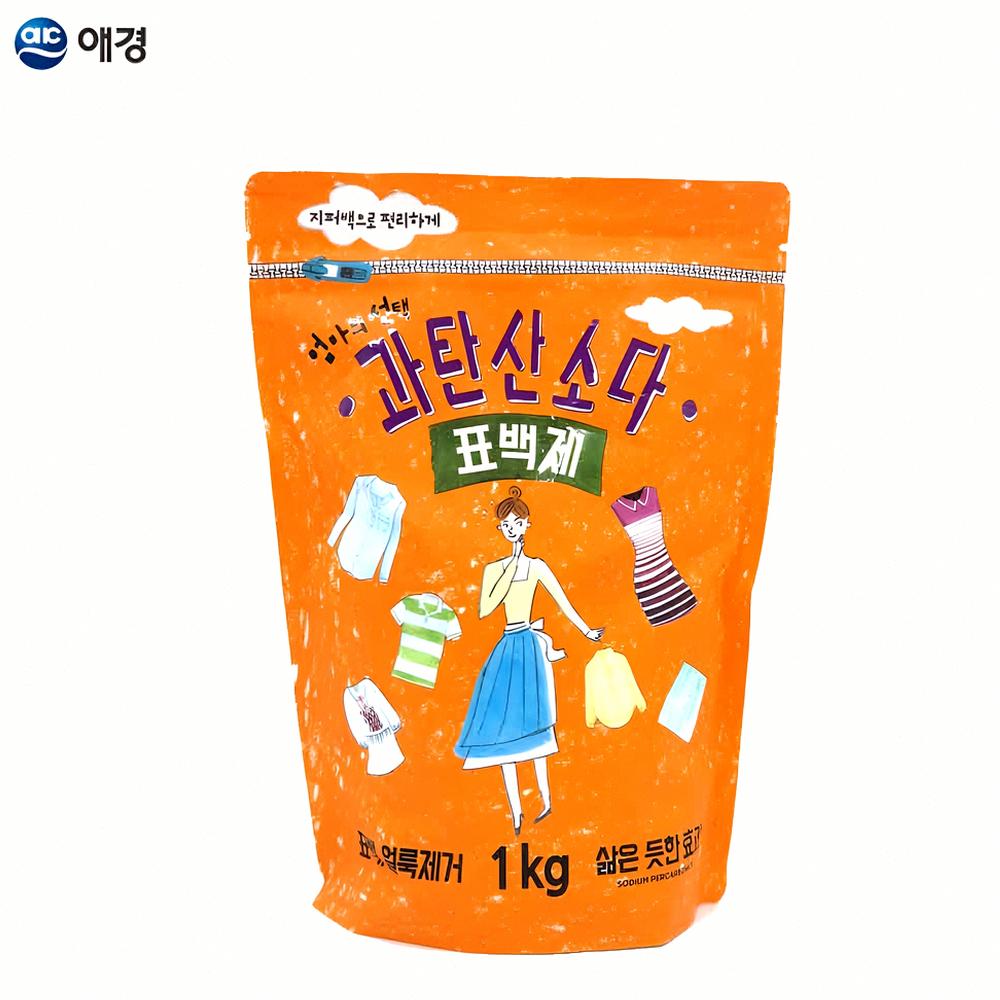 애경
지퍼백으로 편리하게
엄마의 선택
과탄산소다
표백제
표백, 얼룩제거
1kg
삶은 듯한 효과
SODIUM PERCARBONATE